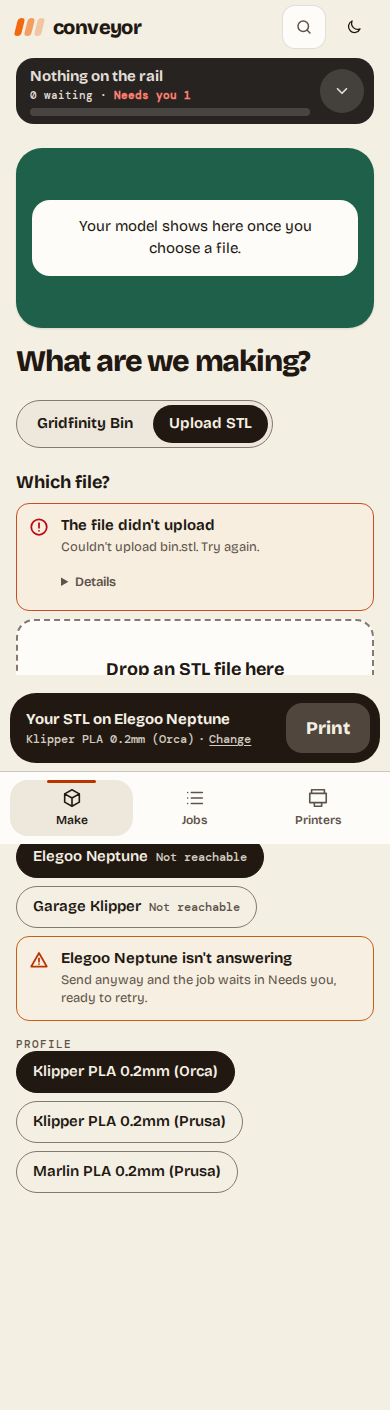 conveyor
Nothing on the rail
0 waiting · Needs you 1
Your model shows here once you
choose a file.
What are we making?
Gridfinity Bin
Upload STL
Which file?
The file didn't upload
Couldn't upload bin.stl. Try again.
Details
Drop an STL file here
Your STL on Elegoo Neptune
Klipper PLA 0.2mm (Orca) · Change
Print
Make
Jobs
Printers
Elegoo Neptune Not reachable
Garage Klipper Not reachable
Elegoo Neptune isn't answering
Send anyway and the job waits in Needs you,
ready to retry.
PROFILE
Klipper PLA 0.2mm (Orca)
Klipper PLA 0.2mm (Prusa)
Marlin PLA 0.2mm (Prusa)